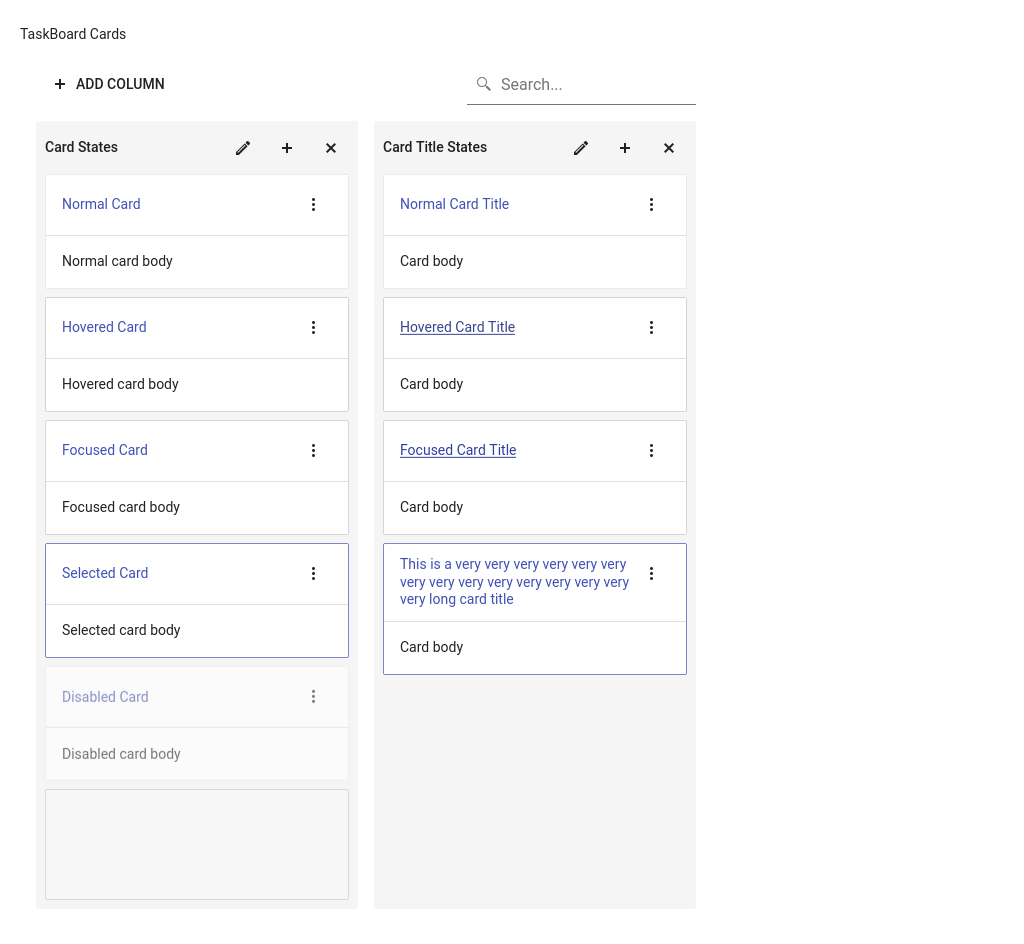 TaskBoard Cards
ADD COLUMN
Search...
Card States
Normal Card
Normal card body
Hovered Card
Hovered card body
Focused Card
Focused card body
Selected Card
Selected card body
Disabled Card
Disabled card body
Card Title States
Normal Card Title
Card body
Hovered Card Title
Card body
Focused Card Title
Card body
This is a very very very very very very
very very very very very very very very
very long card title
Card body